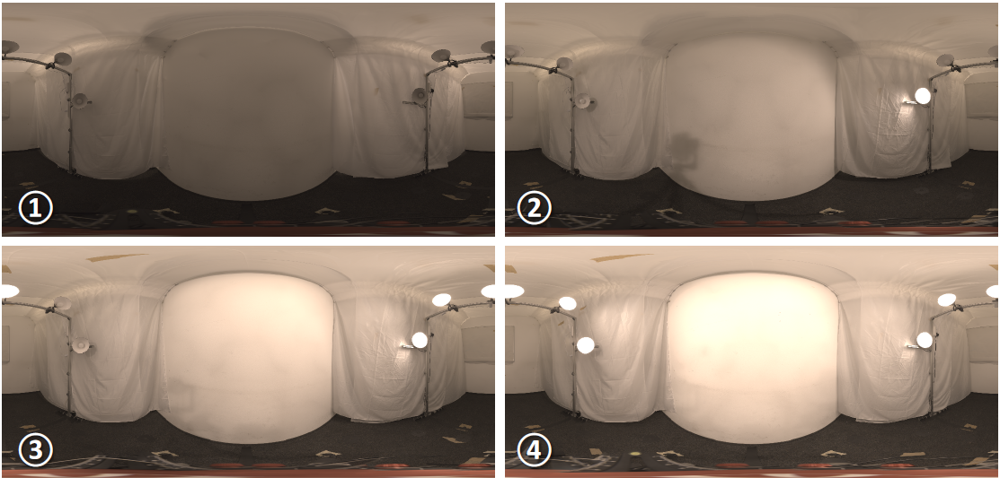 ①
②
③
④